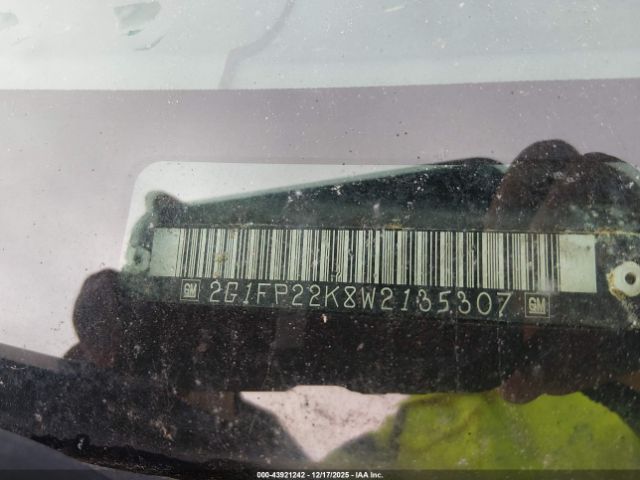 GM 2G1FP22K8W2135307 GM
000-43921242 - 12/17/2025 - IAA Inc.